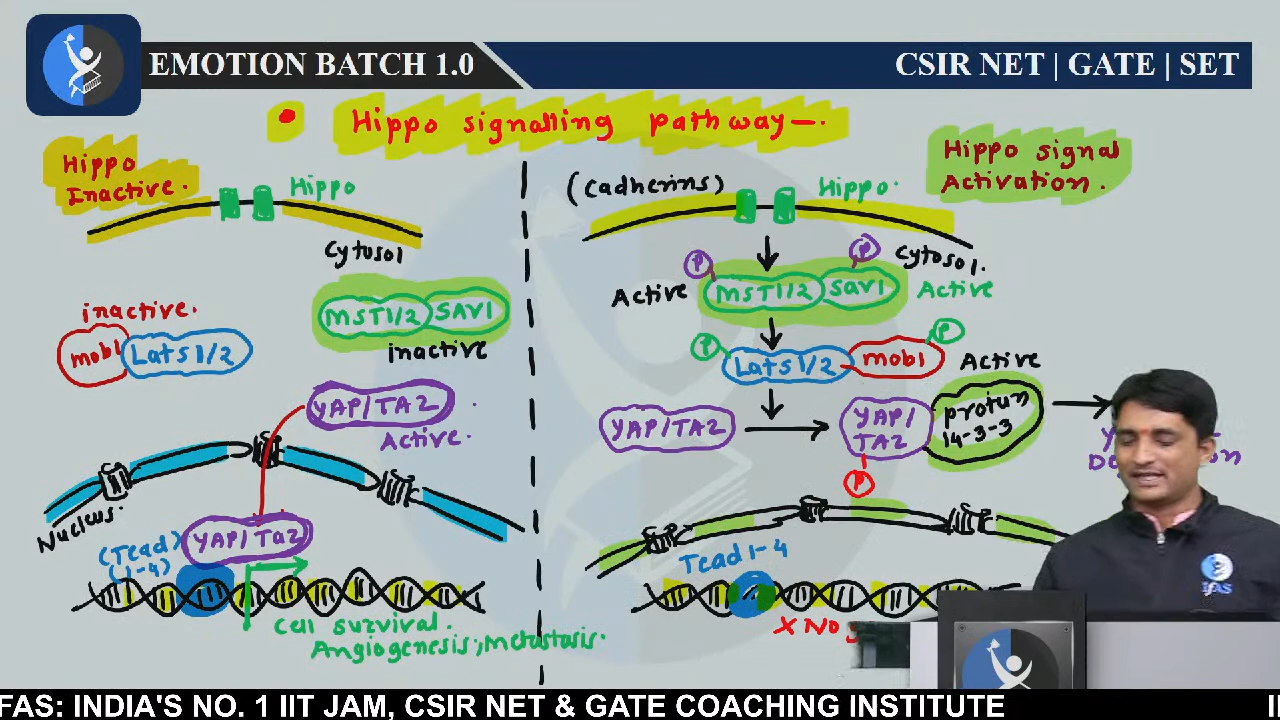 EMOTION BATCH 1.0
CSIR NET | GATE | SET
Hippo signalling pathway—.
Hippo
Inactive.
Hippo
Cytosol
inactive.
mob1 Lats1/2
MST1/2 SAV1
inactive
YAP/TAZ
Active.
Nucleus.
(Tead)
(1-4)
YAP/Taz
Cell survival.
Angiogenesis, metastasis.
Hippo signal
Activation.
(cadherins)
Hippo.
Cytosol.
P
P
Active
MST1/2 Sav1
Active
P
P
Lats1/2 mob1
Active
YAP/TAZ
YAP/
TAZ
14-3-3
P
Tead 1-4
X No
IFAS
IFAS: INDIA'S NO. 1 IIT JAM, CSIR NET & GATE COACHING INSTITUTE